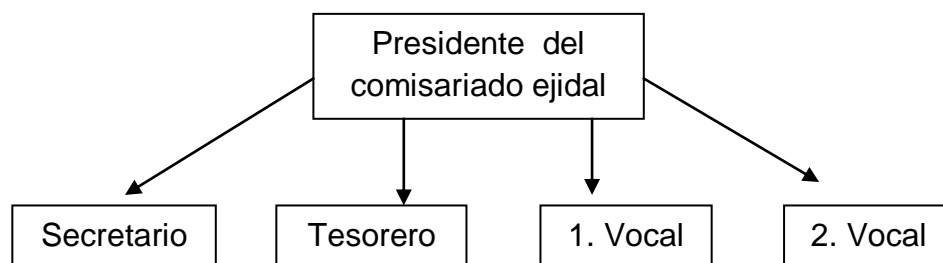 Presidente del
comisariado ejidal
Secretario
Tesorero
1. Vocal
2. Vocal